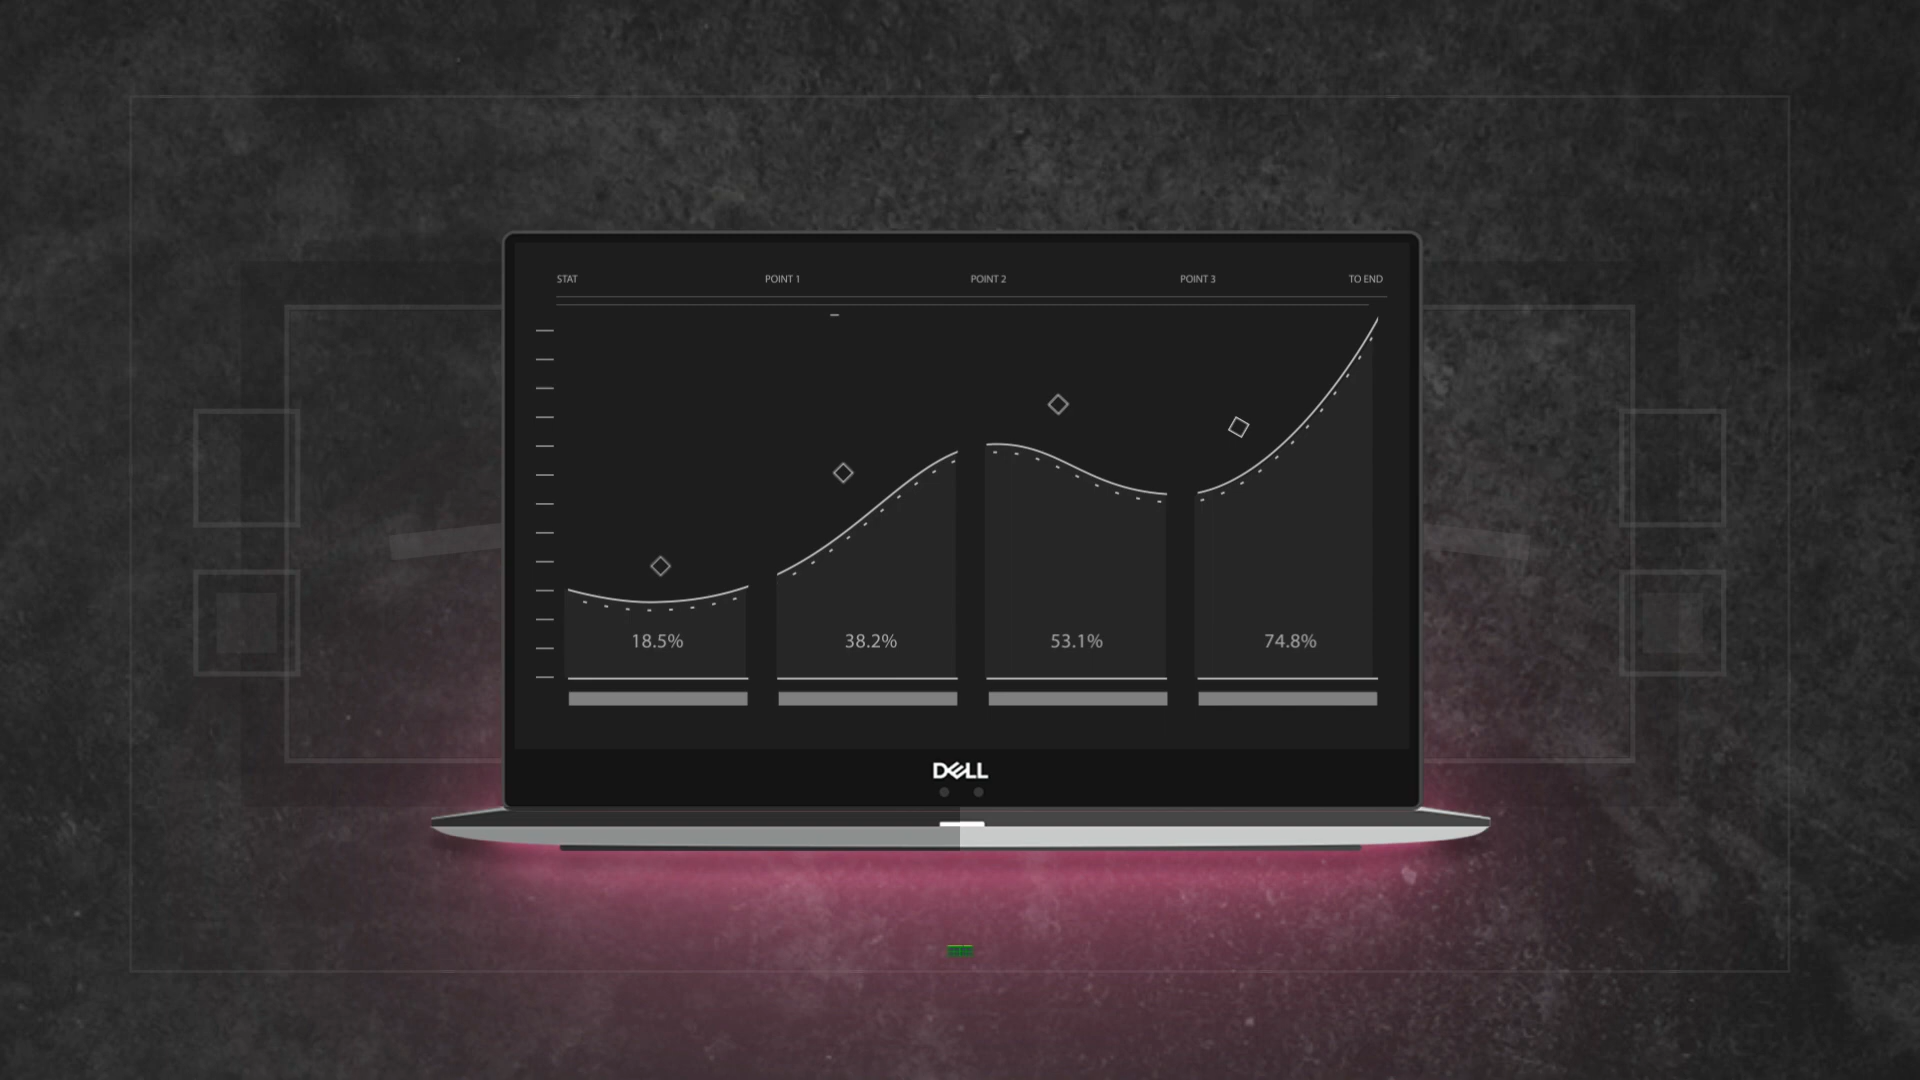 STAT POINT 1 POINT 2 POINT 3 TO END
18.5% 38.2% 53.1% 74.8%
DELL